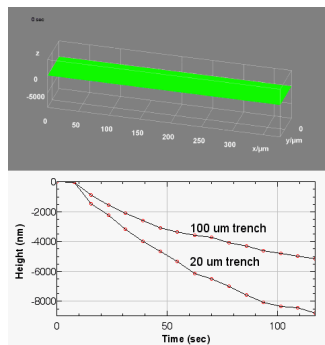 0 sec
z
0
-5000
0
50
100
150
200
250
300
x/µm
0
y/µm
0
-2000
-4000
-6000
-8000
Height (nm)
100 um trench
20 um trench
0
50
100
Time (sec)